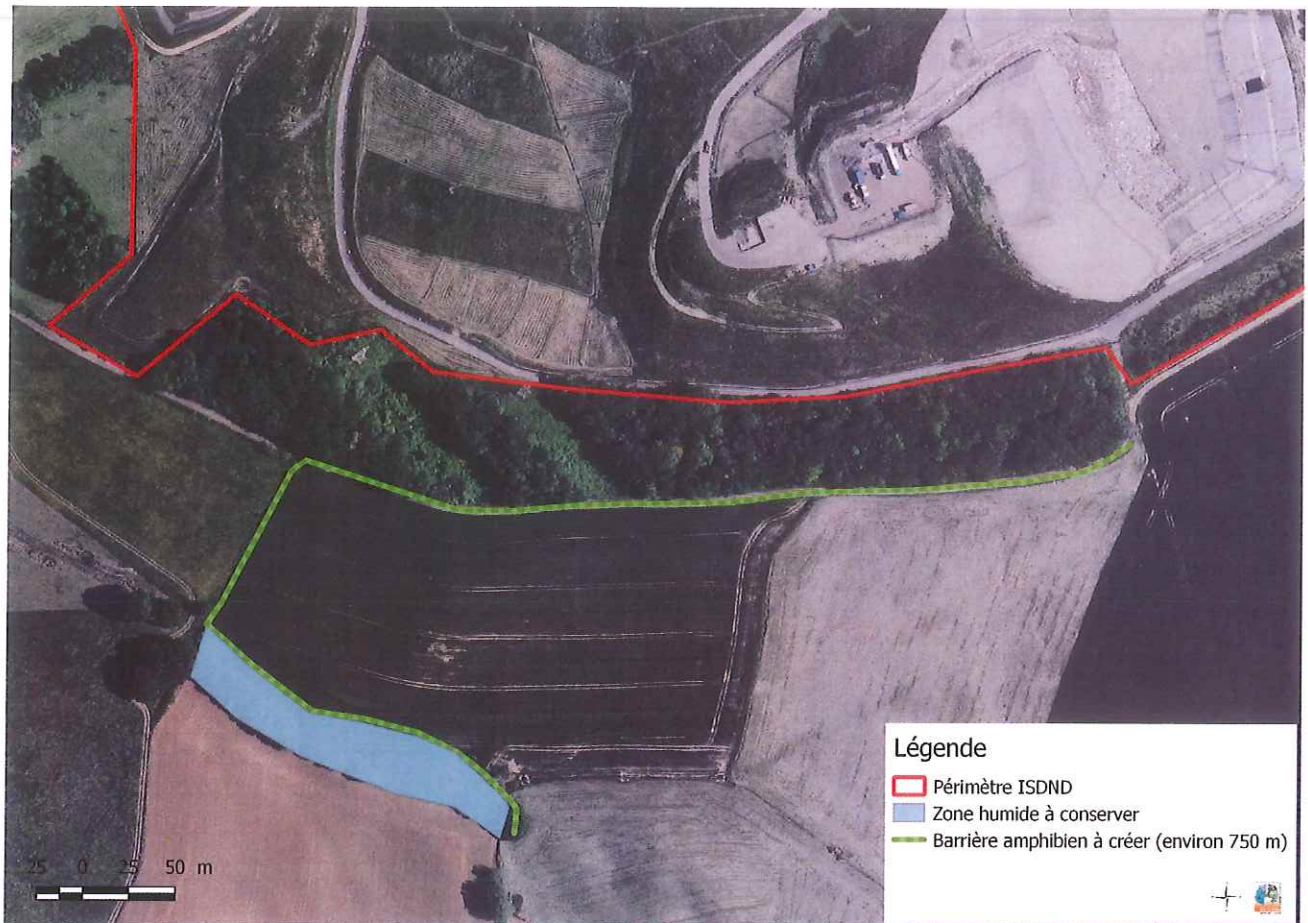 Légende
Périmètre ISDND
Zone humide à conserver
Barrière amphibien à créer (environ 750 m)
25 0 25 50 m